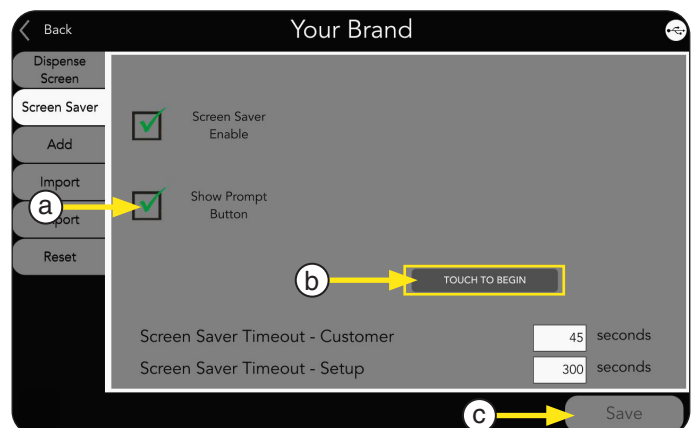 Back
Your Brand
Dispense
Screen
Screen Saver
Add
Import
Reset
Screen Saver
Enable
a
Show Prompt
Button
b
TOUCH TO BEGIN
Screen Saver Timeout - Customer 45 seconds
Screen Saver Timeout - Setup 300 seconds
c
Save